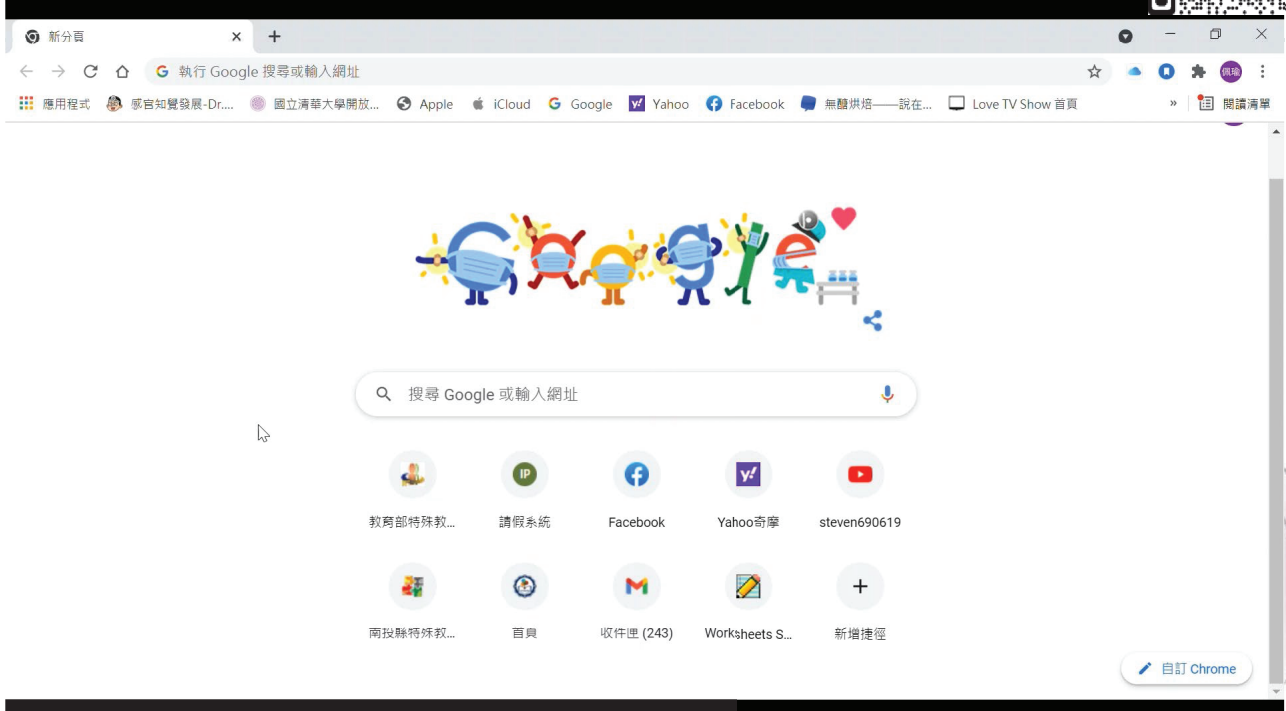 新分頁
執行 Google 搜尋或輸入網址
佩瑜
應用程式 感官知覺發展-Dr.... 國立清華大學開放... Apple iCloud Google Yahoo Facebook 無麵烘焙——說在... Love TV Show 首頁 » 閱讀清單
Google
搜尋 Google 或輸入網址
IP
教育部特殊教... 請假系統 Facebook Yahoo奇摩 steven690619
南投縣特殊教... 首頁 收件匣 (243) Worksheets S... 新增捷徑
自訂 Chrome